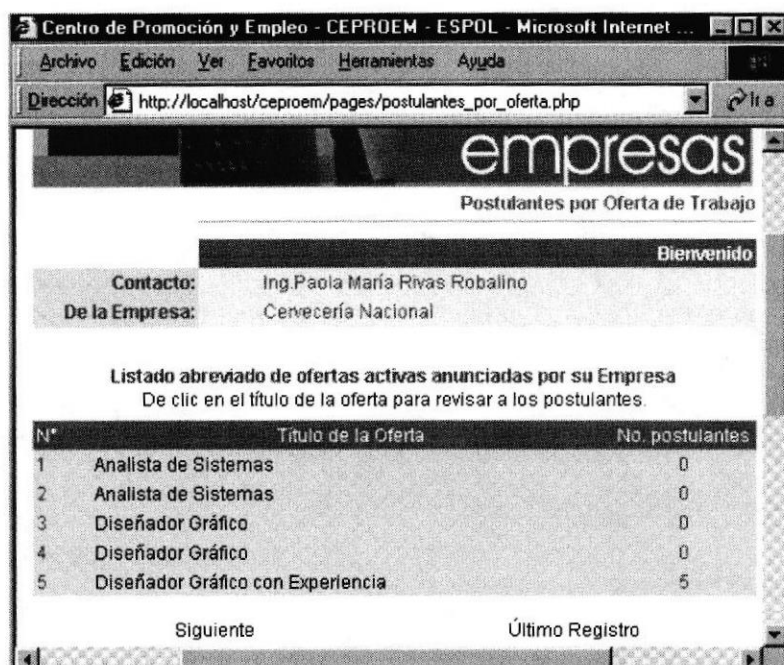 Centro de Promoción y Empleo - CEPROEM - ESPOL - Microsoft Internet ...
Archivo Edición Ver Favoritos Herramientas Ayuda
Dirección http://localhost/ceproem/pages/postulantes_por_oferta.php Ir a
empresas
Postulantes por Oferta de Trabajo
Bienvenido
Contacto: Ing.Paola María Rivas Robalino
De la Empresa: Cervecería Nacional
Listado abreviado de ofertas activas anunciadas por su Empresa
De clic en el título de la oferta para revisar a los postulantes.
N° Título de la Oferta No. postulantes
1 Analista de Sistemas 0
2 Analista de Sistemas 0
3 Diseñador Gráfico 0
4 Diseñador Gráfico 0
5 Diseñador Gráfico con Experiencia 5
Siguiente Último Registro